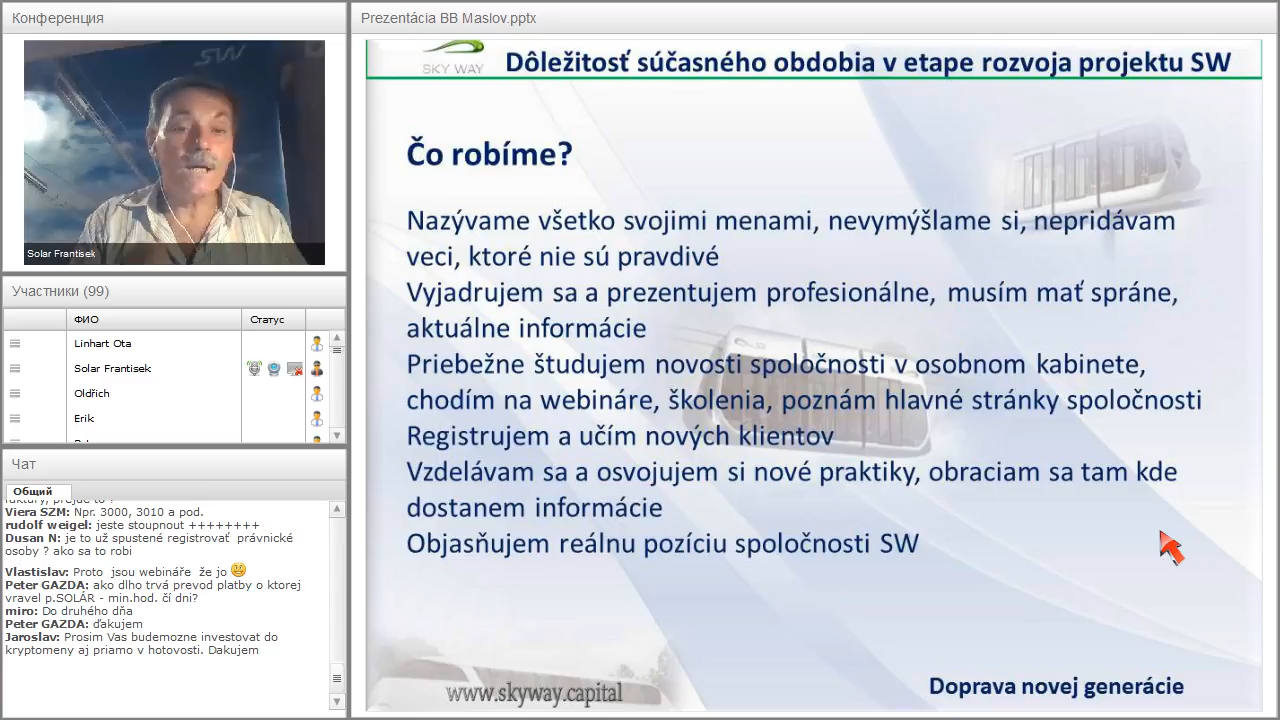 Конференция
SW
Solar Frantisek
Участники (99)
ФИО
Статус
Linhart Ota
Solar Frantisek
Oldřich
Erik
Чат
Общий
Viera SZM: Npr. 3000, 3010 a pod.
rudolf weigel: jeste stoupnout ++++++++
Dusan N: je to už spustené registrovať právnické
osoby ? ako sa to robi
Vlastislav: Proto jsou webináře že jo
Peter GAZDA: ako dlho trvá prevod platby o ktorej
vravel p.SOLÁR - min.hod. čí dni?
miro: Do druhého dňa
Peter GAZDA: ďakujem
Jaroslav: Prosim Vas budemozne investovat do
kryptomeny aj priamo v hotovosti. Dakujem
Prezentácia BB Maslov.pptx
SKY WAY
Dôležitosť súčasného obdobia v etape rozvoja projektu SW
Čo robíme?
Nazývame všetko svojimi menami, nevymýšlame si, nepridávam
veci, ktoré nie sú pravdivé
Vyjadrujem sa a prezentujem profesionálne, musím mať spráne,
aktuálne informácie
Priebežne študujem novosti spoločnosti v osobnom kabinete,
chodím na webináre, školenia, poznám hlavné stránky spoločnosti
Registrujem a učím nových klientov
Vzdelávam sa a osvojujem si nové praktiky, obraciam sa tam kde
dostanem informácie
Objasňujem reálnu pozíciu spoločnosti SW
www.skyway.capital
Doprava novej generácie